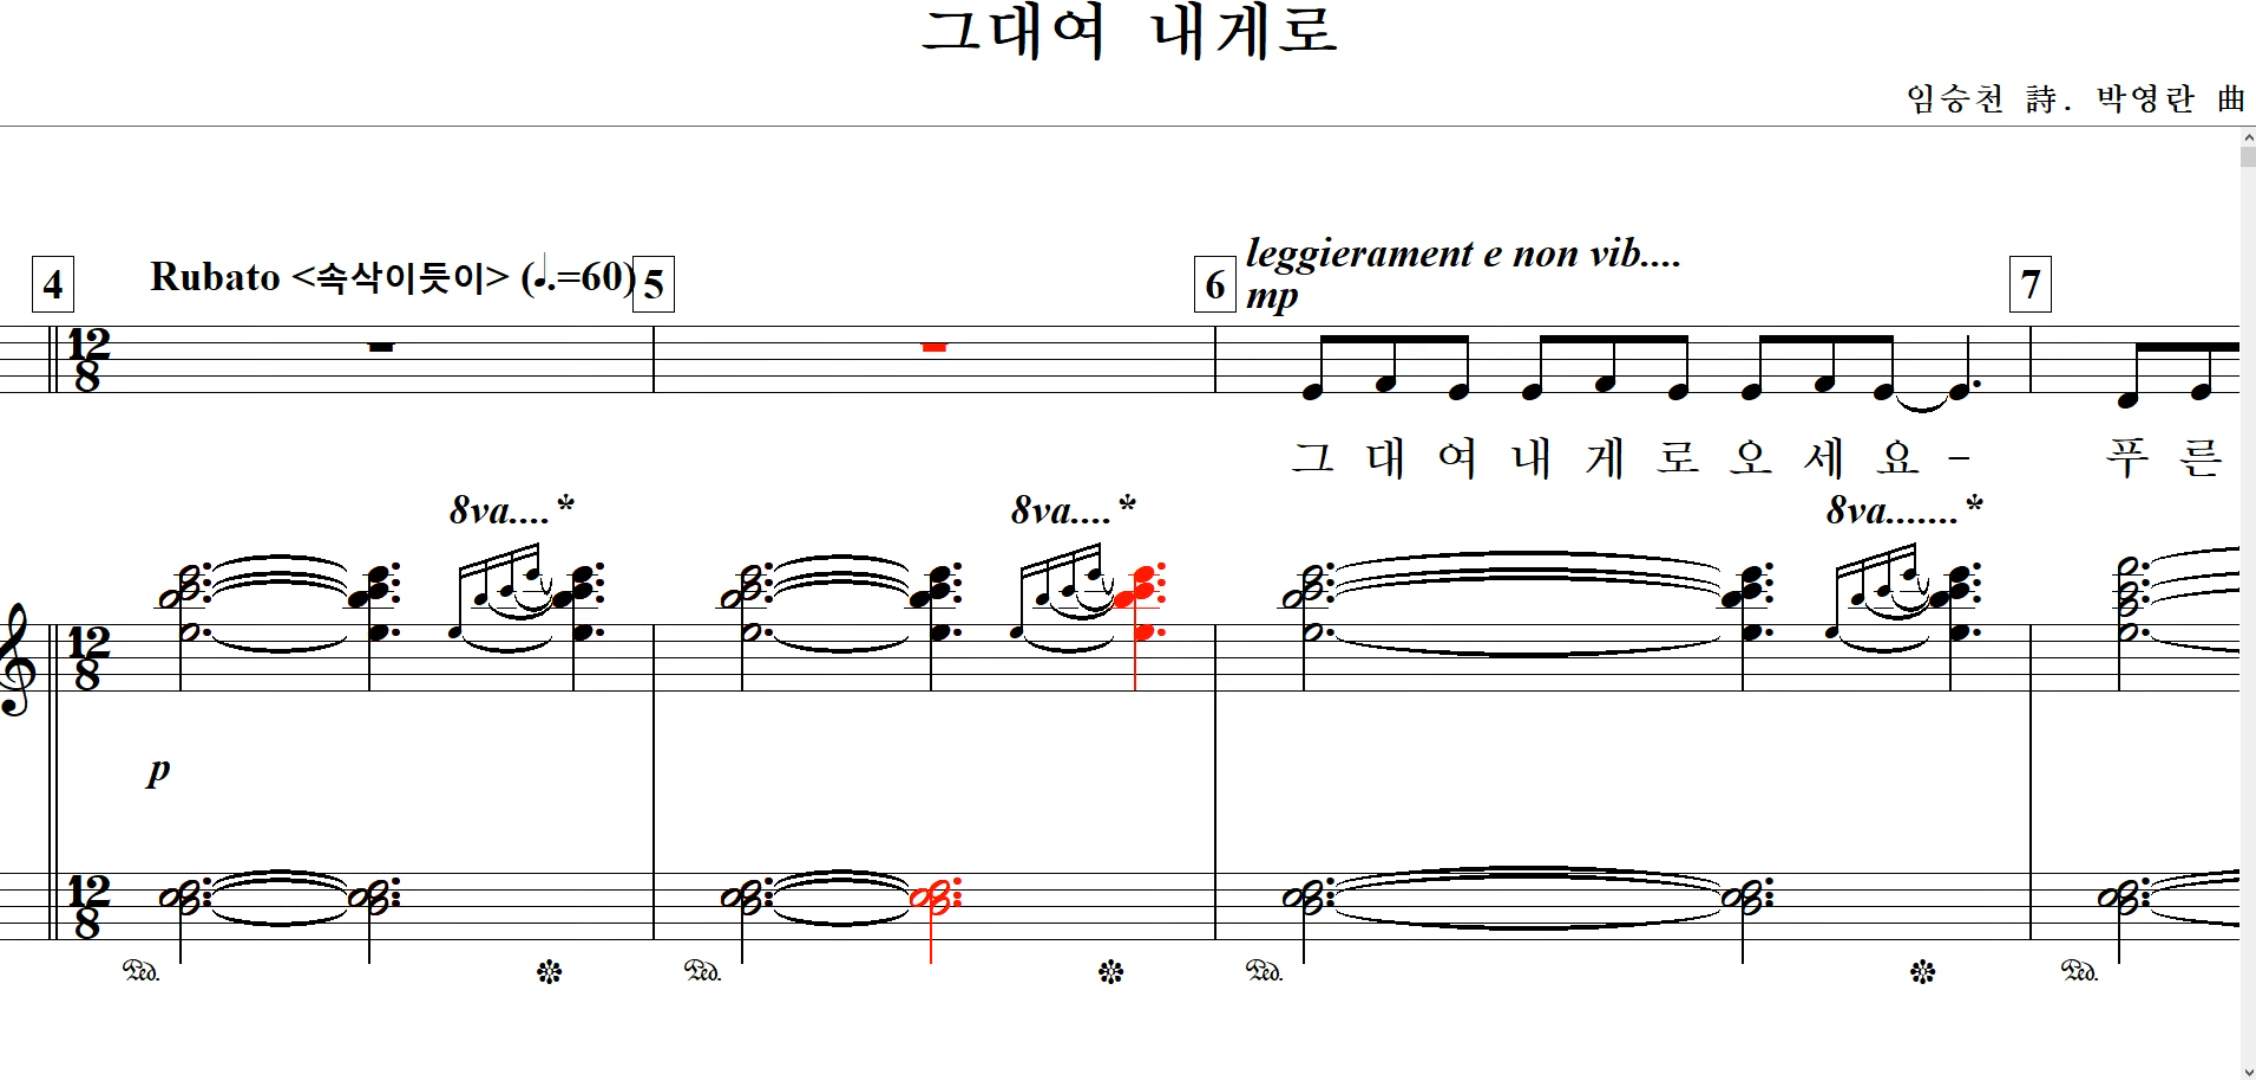 그대여 내게로
임승천 詩. 박영란 曲
4 Rubato <속삭이듯이> (♩.=60) 5 6 leggierament e non vib.... 7
mp
12 8
그 대 여 내 게 로 오 세 요 - 푸 른
8va....* 8va....* 8va.......*
12 8
p
12 8
Ped. * Ped. * Ped. * Ped.